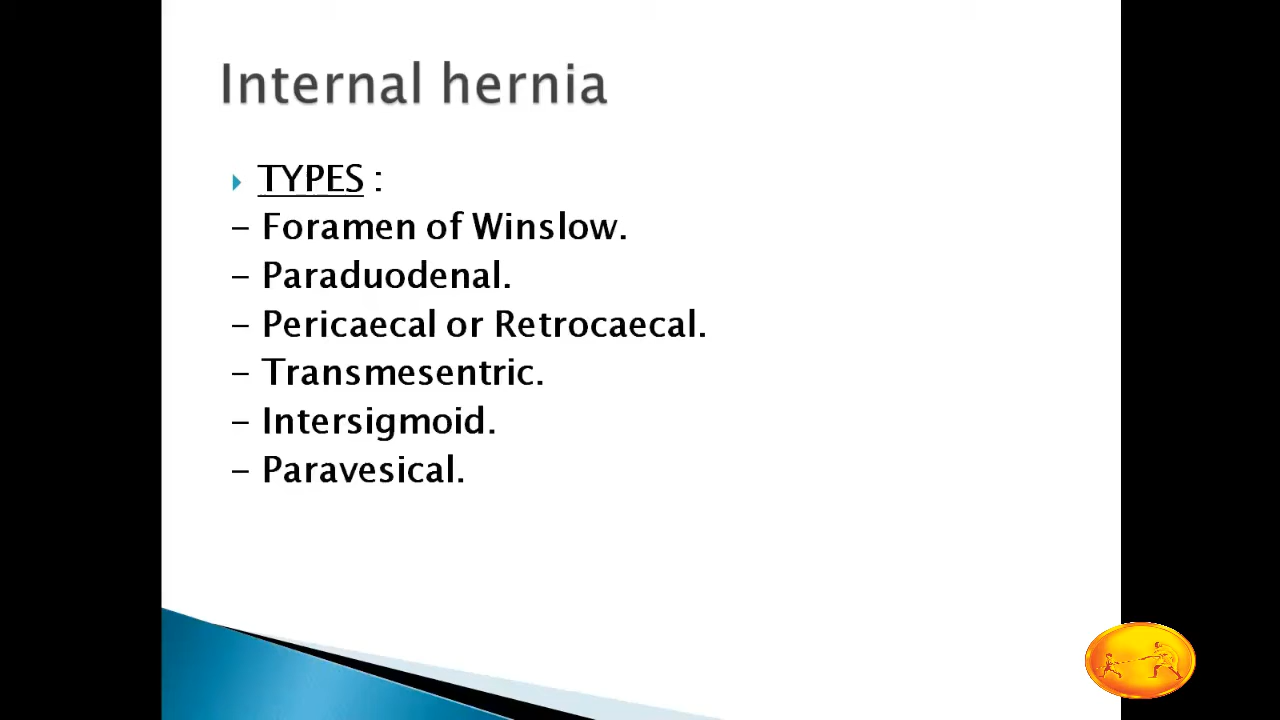 Internal hernia
TYPES :
- Foramen of Winslow.
- Paraduodenal.
- Pericaecal or Retrocaecal.
- Transmesentric.
- Intersigmoid.
- Paravesical.